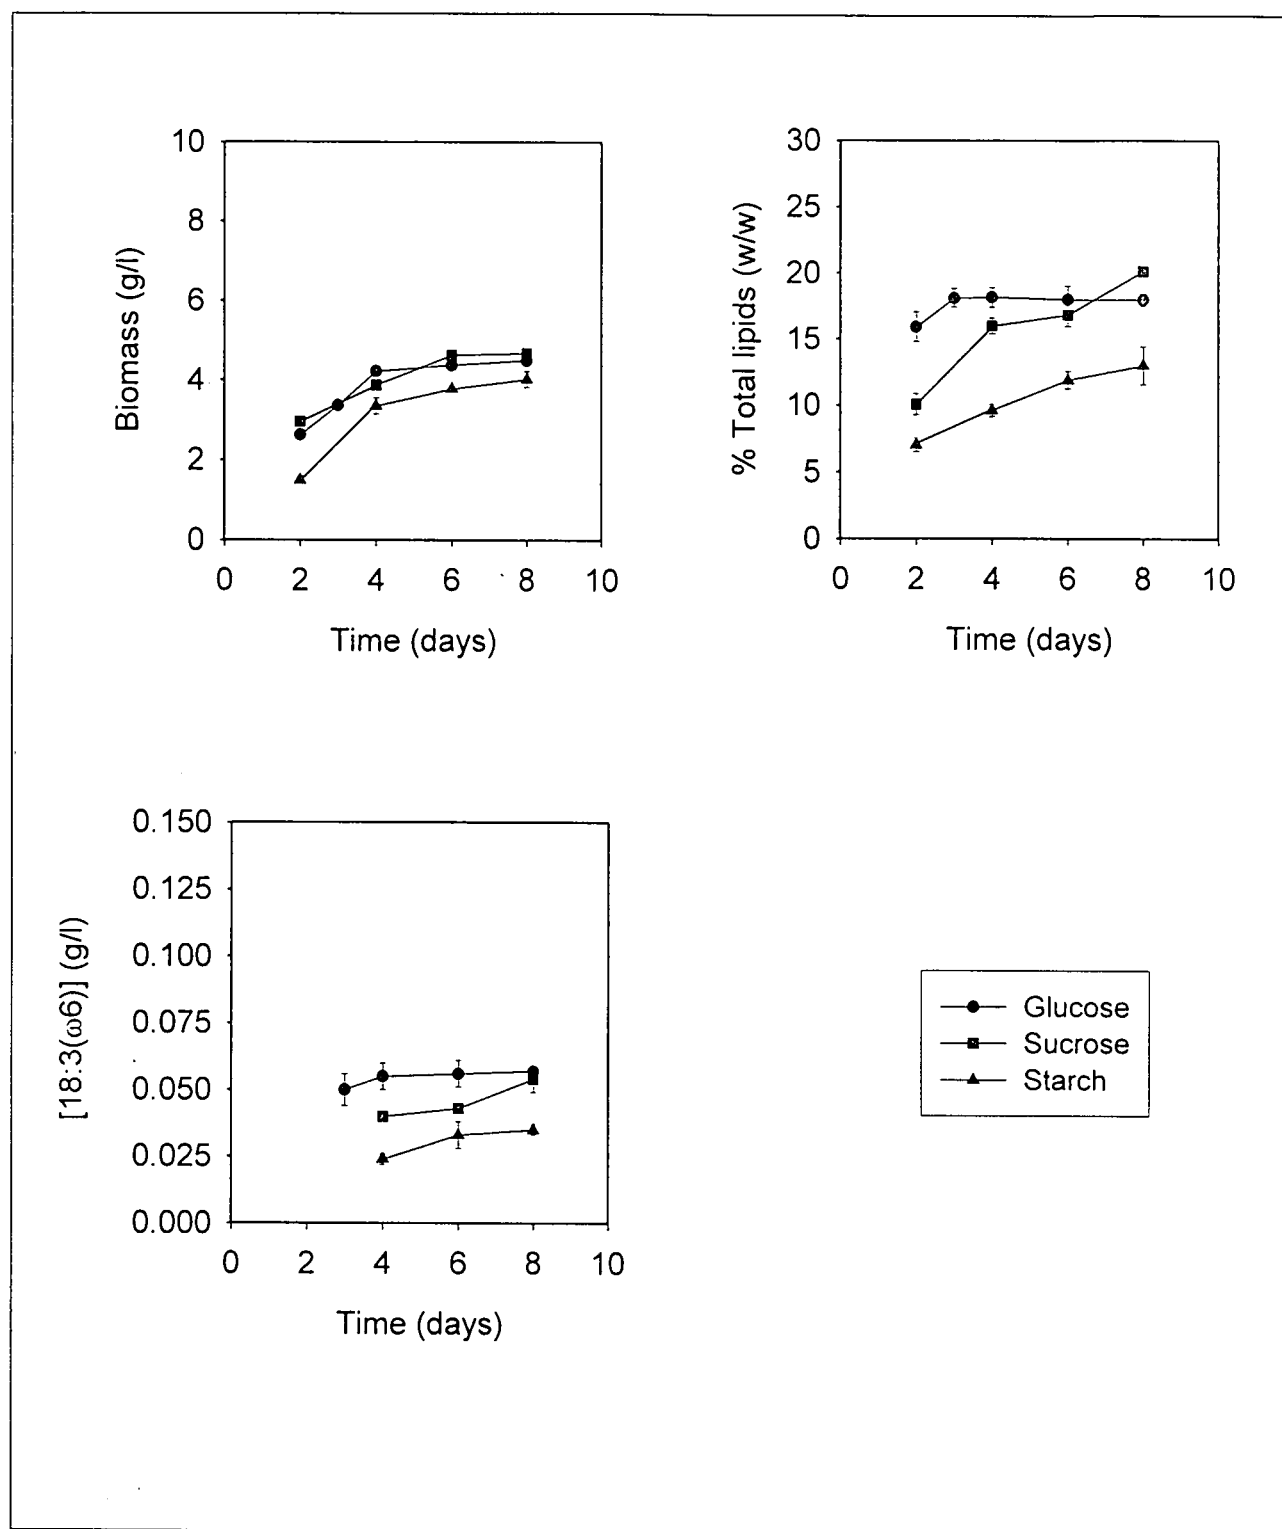 Biomass (g/l)
10
8
6
4
2
0
0 2 4 6 8 10
Time (days)
% Total lipids (w/w)
30
25
20
15
10
5
0
0 2 4 6 8 10
Time (days)
[18:3(ω6)] (g/l)
0.150
0.125
0.100
0.075
0.050
0.025
0.000
0 2 4 6 8 10
Time (days)
Glucose
Sucrose
Starch